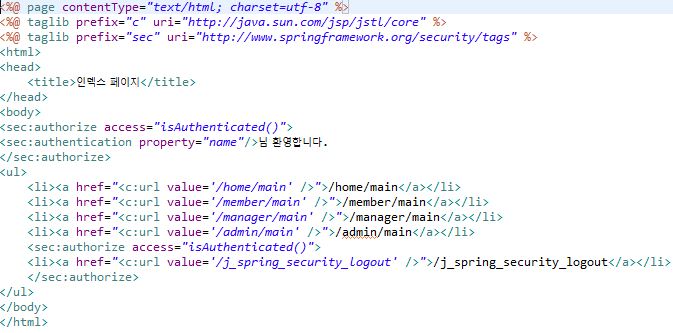 <%@ page contentType="text/html; charset=utf-8" %>
<%@ taglib prefix="c" uri="http://java.sun.com/jsp/jstl/core" %>
<%@ taglib prefix="sec" uri="http://www.springframework.org/security/tags" %>
<html>
<head>
    <title>인덱스 페이지</title>
</head>
<body>
<sec:authorize access="isAuthenticated()">
<sec:authentication property="name"/>님 환영합니다.
</sec:authorize>
<ul>
    <li><a href="<c:url value='/home/main' />">/home/main</a></li>
    <li><a href="<c:url value='/member/main' />">/member/main</a></li>
    <li><a href="<c:url value='/manager/main' />">/manager/main</a></li>
    <li><a href="<c:url value='/admin/main' />">/admin/main</a></li>
    <sec:authorize access="isAuthenticated()">
    <li><a href="<c:url value='/j_spring_security_logout' />">/j_spring_security_logout</a></li>
    </sec:authorize>
</ul>
</body>
</html>